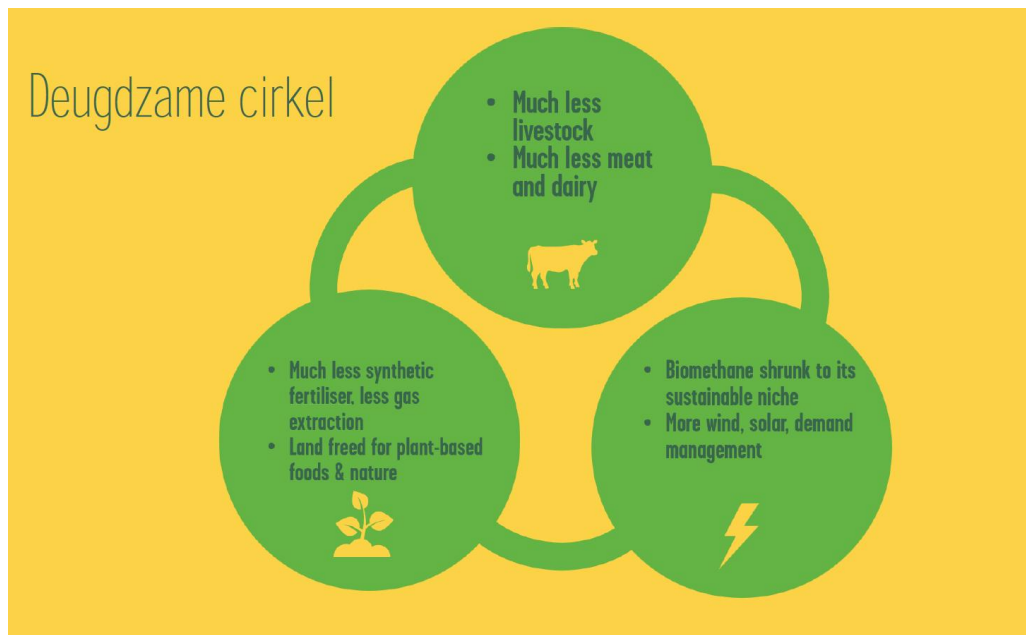 Deugdzame cirkel
• Much less
livestock
• Much less meat
and dairy
• Much less synthetic
fertiliser, less gas
extraction
• Land freed for plant-based
foods & nature
• Biomethane shrunk to its
sustainable niche
• More wind, solar, demand
management